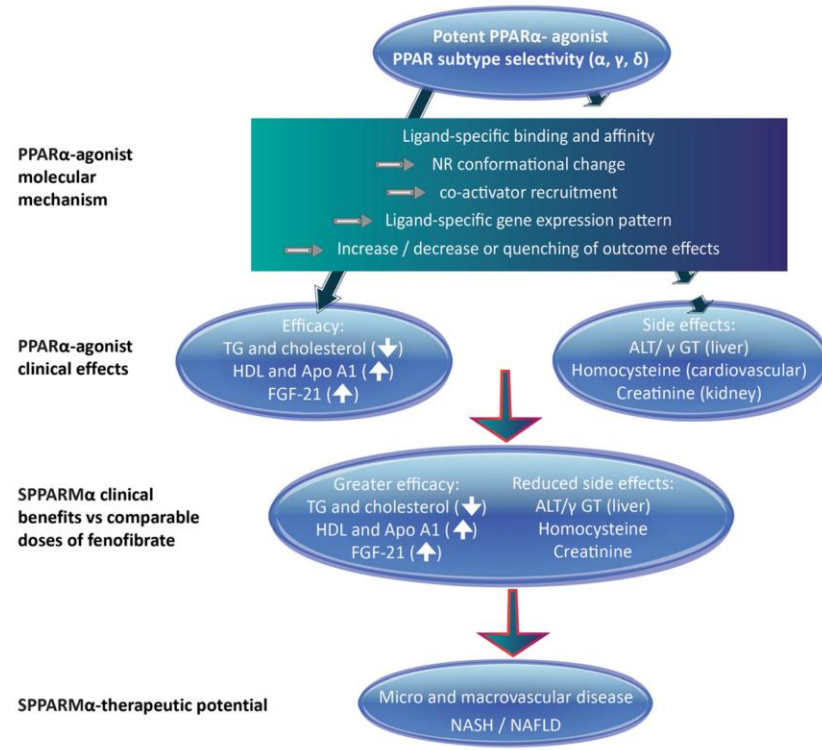 Potent PPARα- agonist
PPAR subtype selectivity (α, γ, δ)
PPARα-agonist
molecular
mechanism
Ligand-specific binding and affinity
NR conformational change
co-activator recruitment
Ligand-specific gene expression pattern
Increase / decrease or quenching of outcome effects
PPARα-agonist
clinical effects
Efficacy:
TG and cholesterol (↓)
HDL and Apo A1 (↑)
FGF-21 (↑)
Side effects:
ALT/ γ GT (liver)
Homocysteine (cardiovascular)
Creatinine (kidney)
SPPARMα clinical
benefits vs comparable
doses of fenofibrate
Greater efficacy:
TG and cholesterol (↓)
HDL and Apo A1 (↑)
FGF-21 (↑)
Reduced side effects:
ALT/γ GT (liver)
Homocysteine
Creatinine
SPPARMα-therapeutic potential
Micro and macrovascular disease
NASH / NAFLD